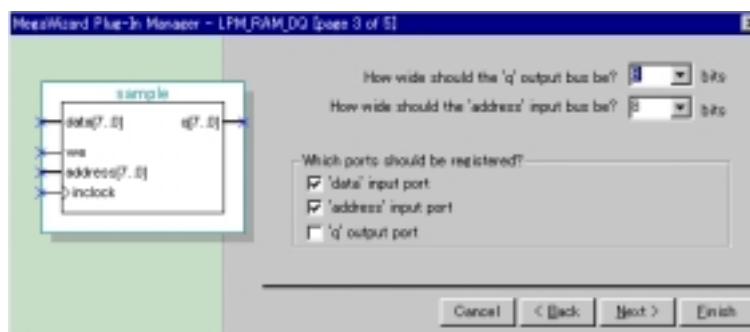 MegaWizard Plug-In Manager - LPM_RAM_DQ [page 3 of 5]
sample
data[7..0]
q[7..0]
we
address[7..0]
inclock
How wide should the 'q' output bus be?
bits
How wide should the 'address' input bus be? 8 bits
Which ports should be registered?
'data' input port
'address' input port
'q' output port
Cancel
< Back
Next >
Finish